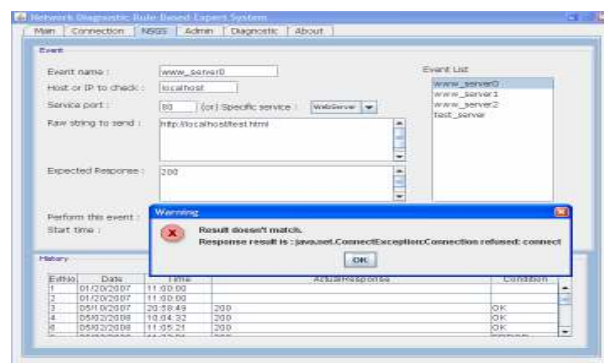 Network Diagnostic Rule Based Expert System
Main Connection NSGS Admin Diagnostic About
Event
Event name : www_server0
Event List
Host or IP to check : localhost
www_server0
www_server1
www_server2
test_server
Service port : 80 (or) Specific service : WebServer
Raw string to send : http://localhost/test.html
Expected Response : 200
Perform this event :
Start time :
Warning
Result doesn't match.
Response result is : java.net.ConnectException:Connection refused: connect
OK
History
EvtNo Date Time ActualResponse Condition
1 01/20/2007 11:00:00
2 01/20/2007 11:00:00
3 05/10/2007 20:58:49 200 OK
4 05/02/2008 10:04:32 200 OK
6 05/02/2008 11:05:21 200 OK